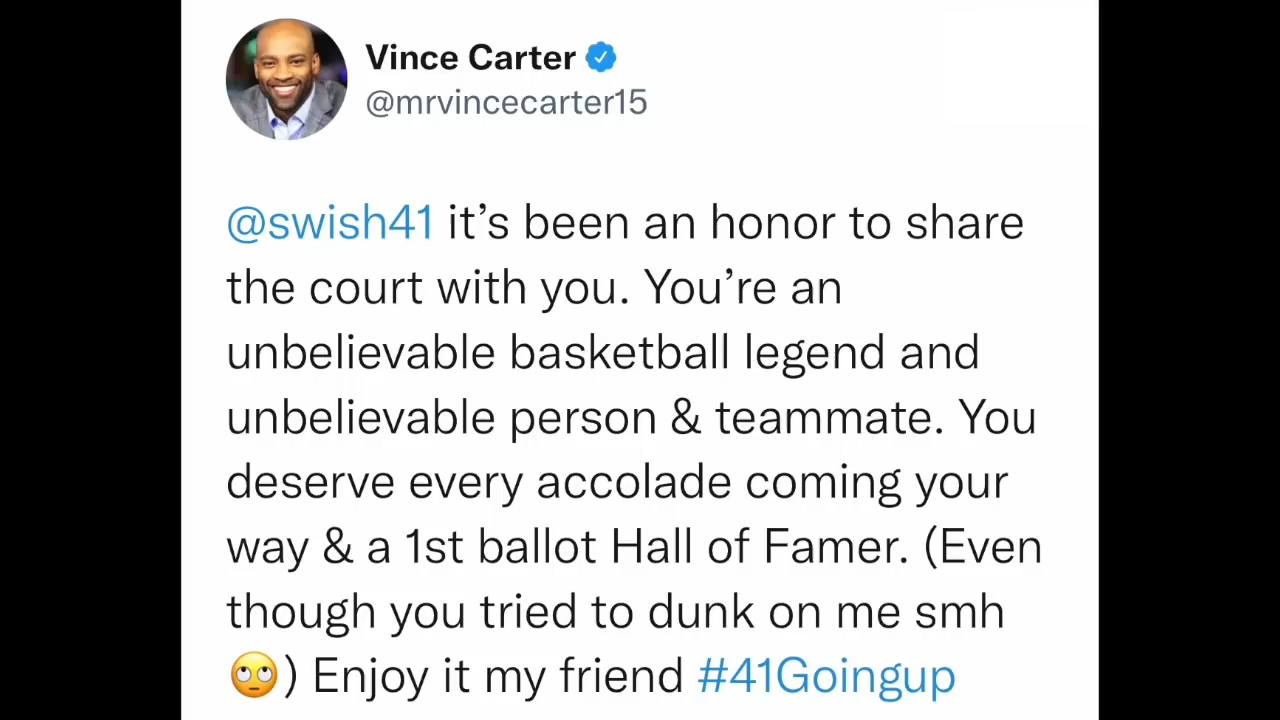 Vince Carter
@mrvincecarter15
@swish41 it’s been an honor to share
the court with you. You’re an
unbelievable basketball legend and
unbelievable person & teammate. You
deserve every accolade coming your
way & a 1st ballot Hall of Famer. (Even
though you tried to dunk on me smh
🙄) Enjoy it my friend #41Goingup